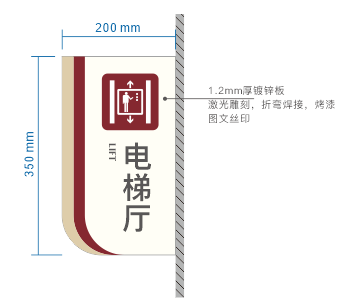 200 mm
350 mm
1.2mm厚镀锌板
激光雕刻，折弯焊接，烤漆
图文丝印
电梯厅
LIFT